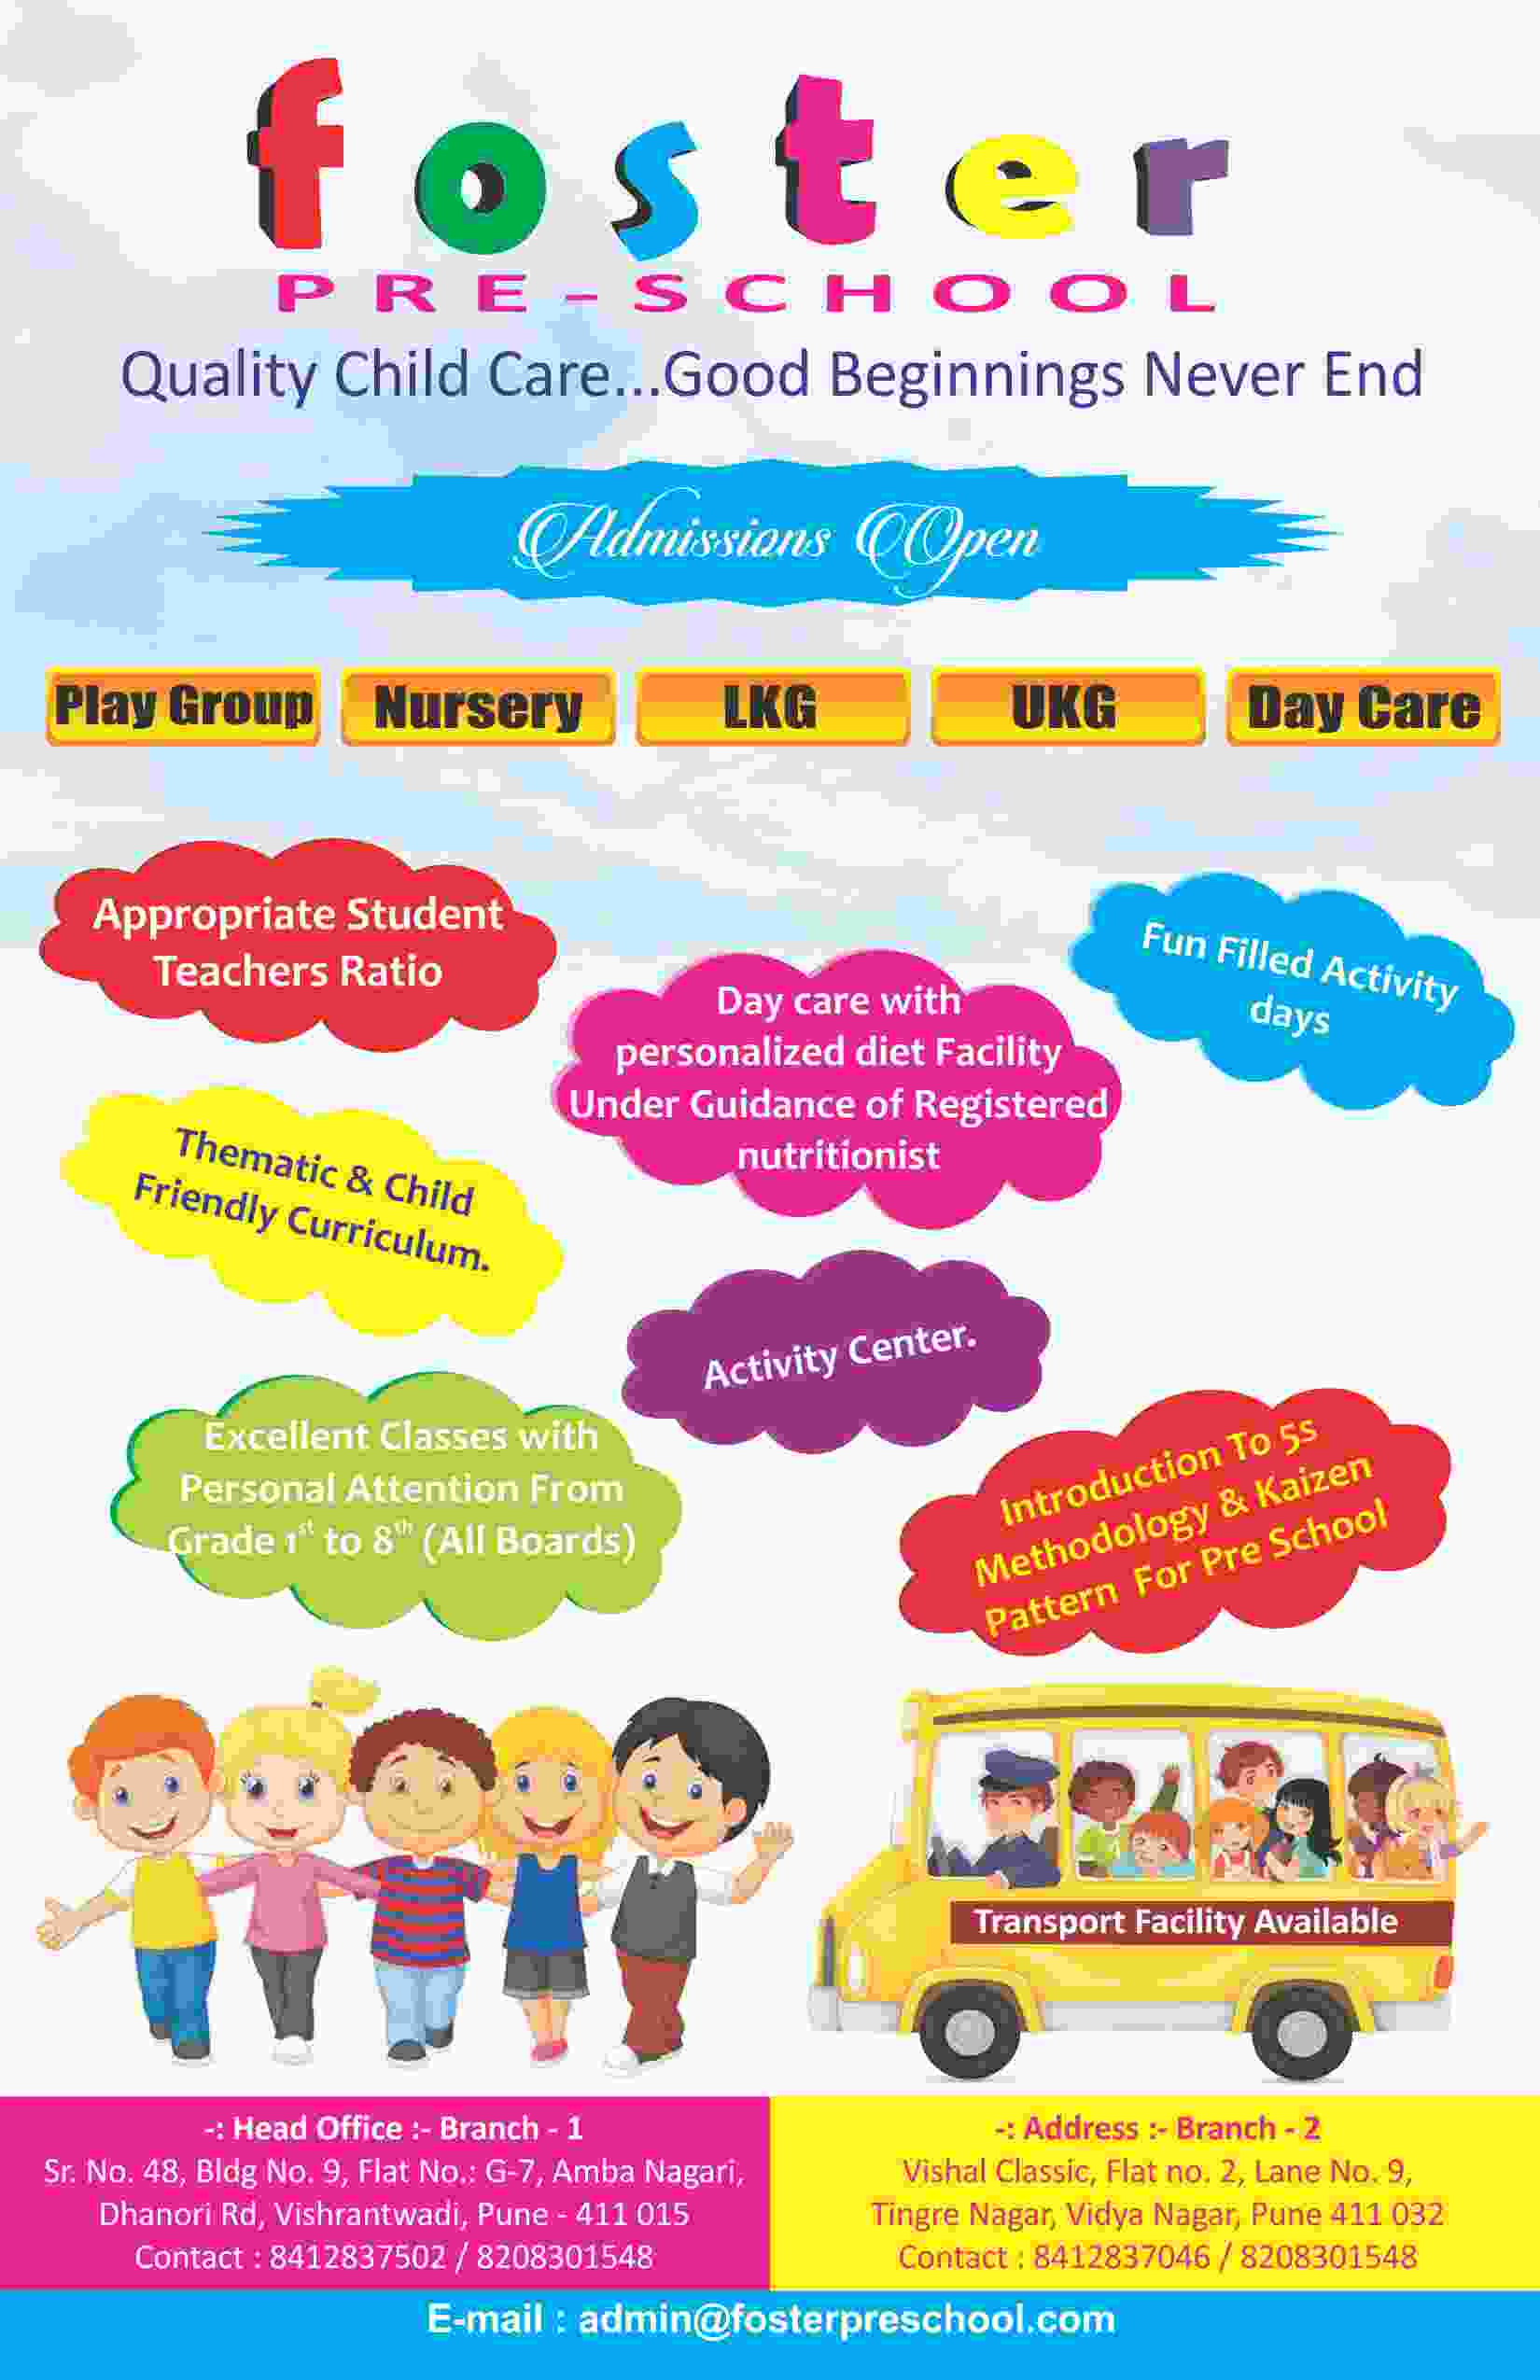 foster
PRE-SCHOOL
Quality Child Care...Good Beginnings Never End
Admissions Open
Play Group
Nursery
LKG
UKG
Day Care
Appropriate Student
Teachers Ratio
Fun Filled Activity
days
Day care with
personalized diet Facility
Under Guidance of Registered
nutritionist
Thematic & Child
Friendly Curriculum.
Activity Center.
Excellent Classes with
Personal Attention From
Grade 1st to 8th (All Boards)
Introduction To 5s
Methodology & Kaizen
Pattern For Pre School
Transport Facility Available
-: Head Office :- Branch - 1
Sr. No. 48, Bldg No. 9, Flat No.: G-7, Amba Nagari,
Dhanori Rd, Vishrantwadi, Pune - 411 015
Contact : 8412837502 / 8208301548
-: Address :- Branch - 2
Vishal Classic, Flat no. 2, Lane No. 9,
Tingre Nagar, Vidya Nagar, Pune 411 032
Contact : 8412837046 / 8208301548
E-mail : admin@fosterpreschool.com